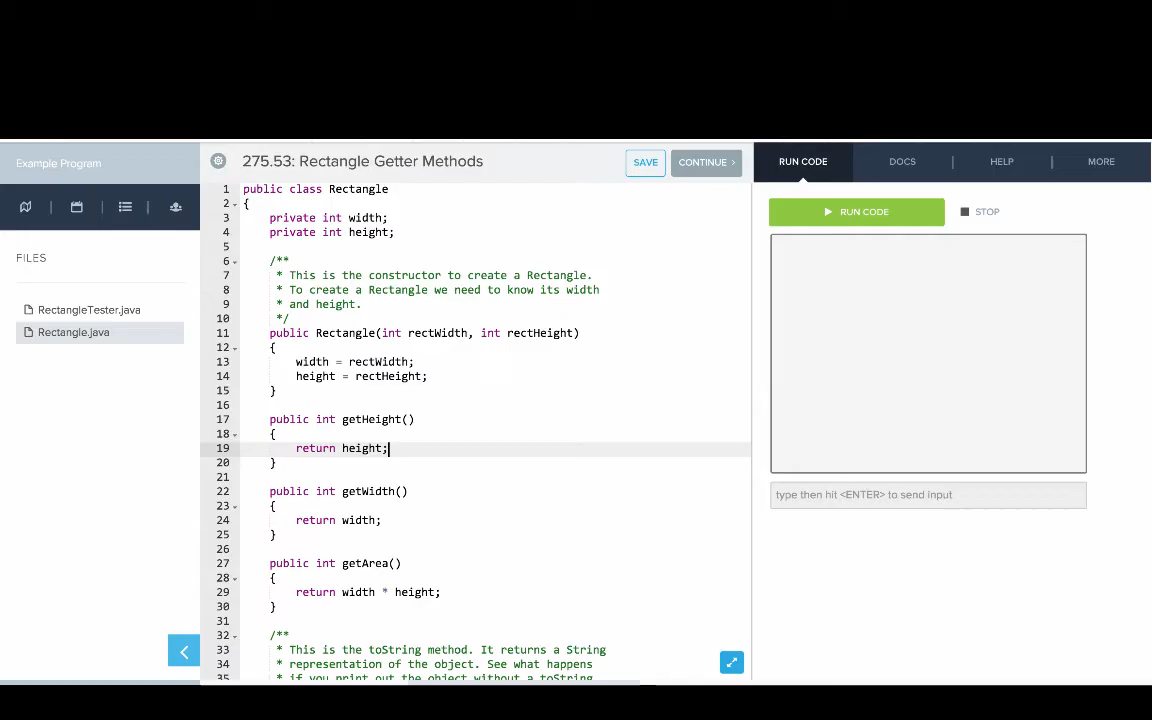 Example Program
275.53: Rectangle Getter Methods
SAVE
CONTINUE
RUN CODE
DOCS
HELP
MORE
RUN CODE
STOP
FILES
RectangleTester.java
Rectangle.java
1 public class Rectangle
2 {
3 private int width;
4 private int height;
5
6 /**
7 * This is the constructor to create a Rectangle.
8 * To create a Rectangle we need to know its width
9 * and height.
10 */
11 public Rectangle(int rectWidth, int rectHeight)
12 {
13 width = rectWidth;
14 height = rectHeight;
15 }
16
17 public int getHeight()
18 {
19 return height;
20 }
21
22 public int getWidth()
23 {
24 return width;
25 }
26
27 public int getArea()
28 {
29 return width * height;
30 }
31
32 /**
33 * This is the toString method. It returns a String
34 * representation of the object. See what happens
35 * if you print out the object without a toString
type then hit <ENTER> to send input